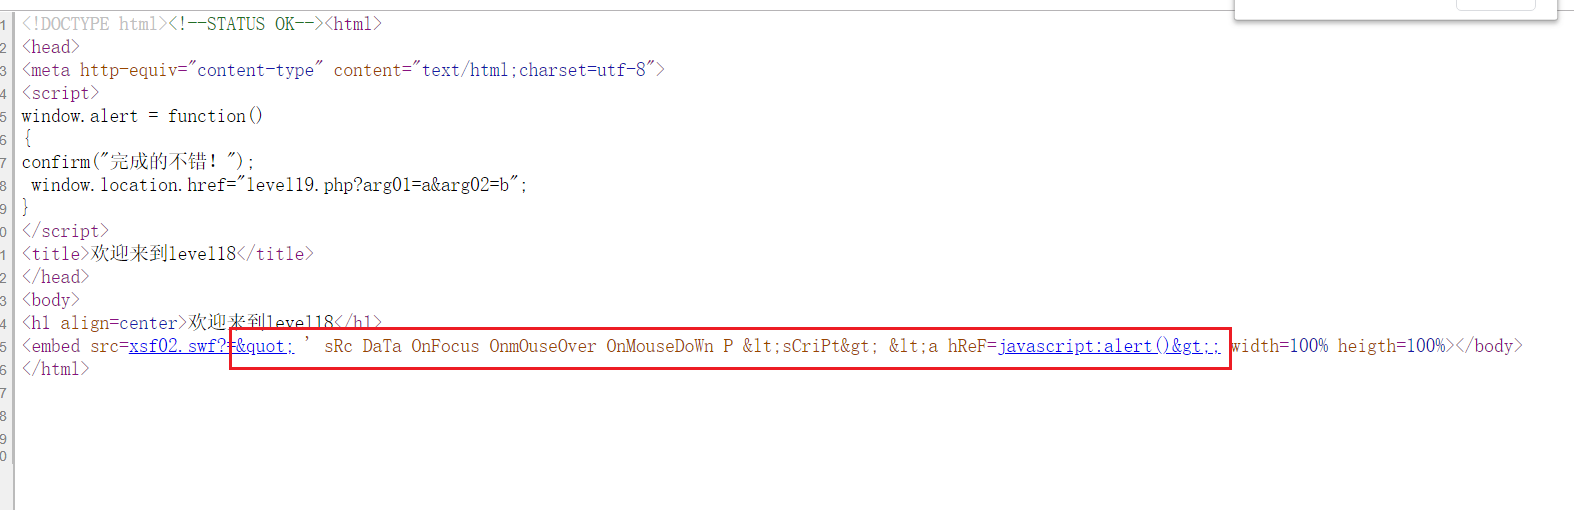 1 <!DOCTYPE html><!--STATUS OK--><html>
2 <head>
3 <meta http-equiv="content-type" content="text/html;charset=utf-8">
4 <script>
5 window.alert = function()
6 {
7 confirm("完成的不错！");
8  window.location.href="level19.php?arg01=a&arg02=b";
9 }
0 </script>
1 <title>欢迎来到level18</title>
2 </head>
3 <body>
4 <h1 align=center>欢迎来到level18</h1>
5 <embed src=xsf02.swf?=&quot; ' sRc DaTa OnFocus OnmOuseOver OnMouseDoWn P &lt;sCriPt&gt; &lt;a hReF=javascript:alert()&gt;; width=100% heigth=100%></body>
6 </html>
7
8
9
0